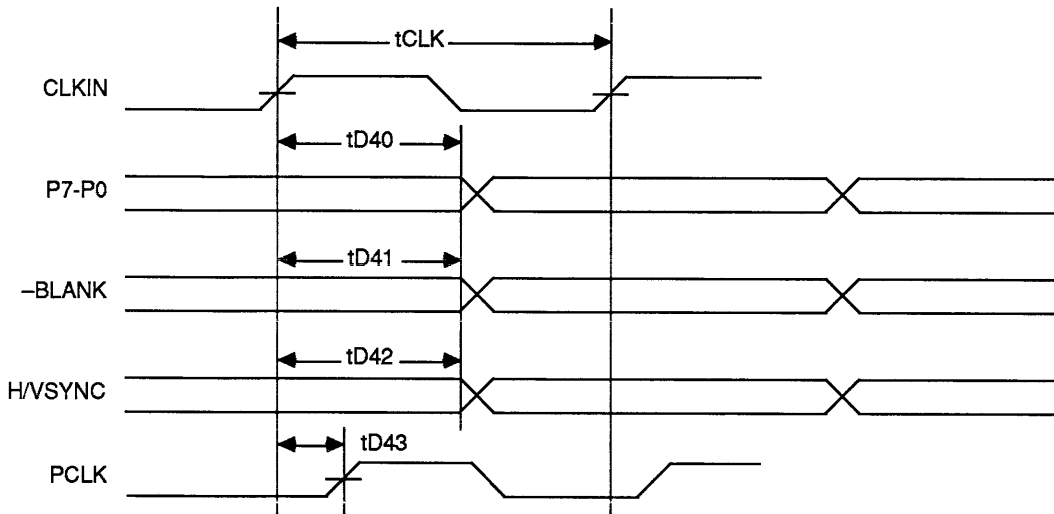 tCLK
CLKIN
tD40
P7-P0
tD41
–BLANK
tD42
H/VSYNC
tD43
PCLK